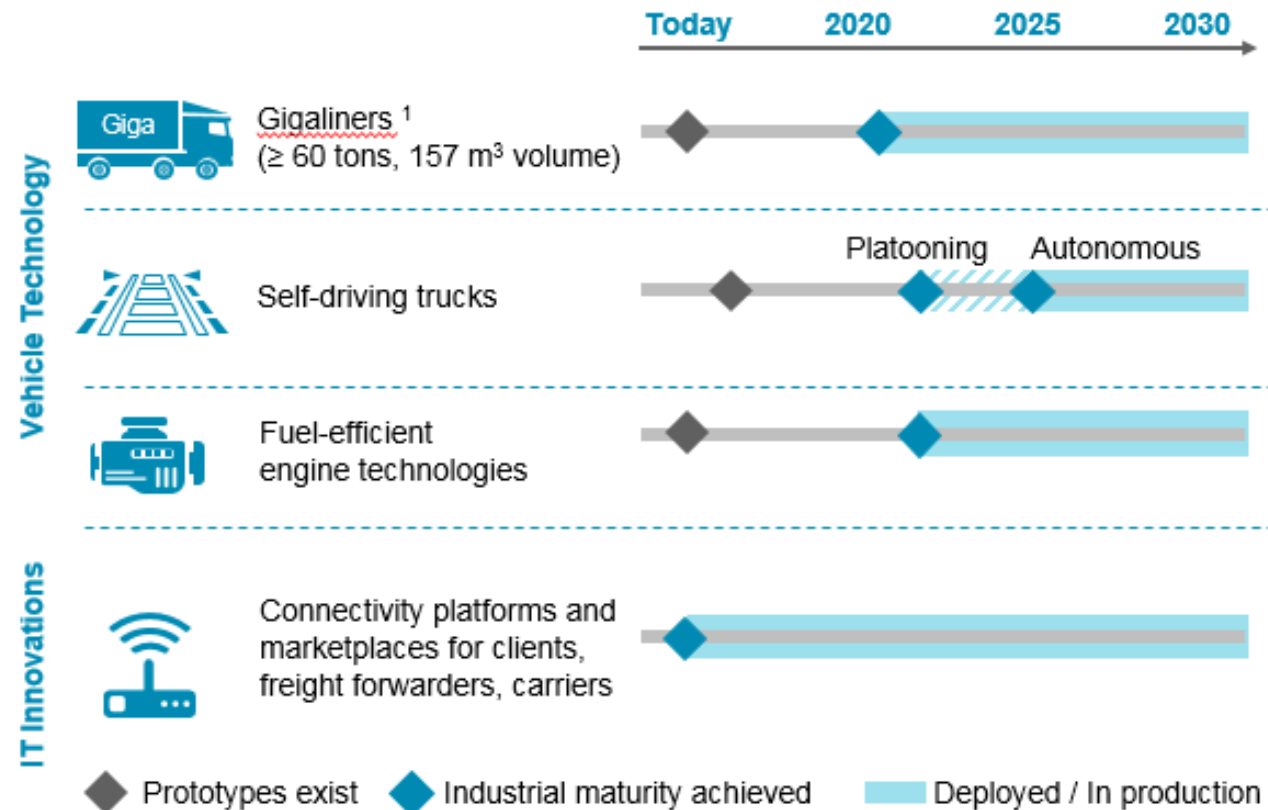 Today 2020 2025 2030
Vehicle Technology
Giga
Gigaliners ¹
(≥ 60 tons, 157 m³ volume)
Platooning Autonomous
Self-driving trucks
Fuel-efficient
engine technologies
IT Innovations
Connectivity platforms and
marketplaces for clients,
freight forwarders, carriers
Prototypes exist Industrial maturity achieved Deployed / In production